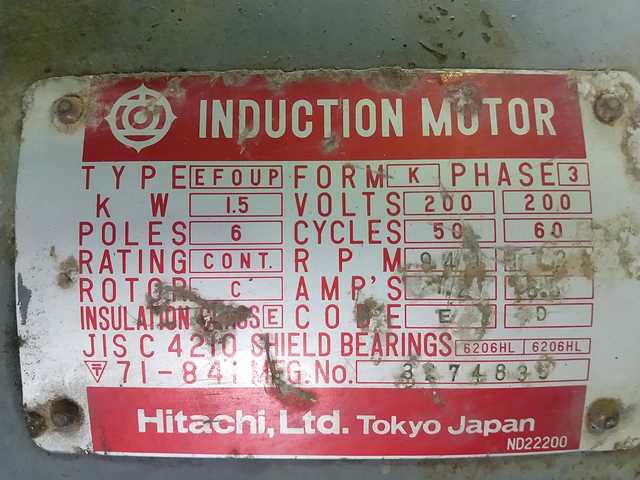 INDUCTION MOTOR
TYPE EFOUP FORM K PHASE 3
KW 1.5 VOLTS 200 200
POLES 6 CYCLES 50 60
RATING CONT. RPM
ROTOR C AMP'S
INSULATION CLASS E CODE E D
JIS C 4210 SHIELD BEARINGS 6206HL 6206HL
71-841 MFG. No.
Hitachi, Ltd. Tokyo Japan
ND22200